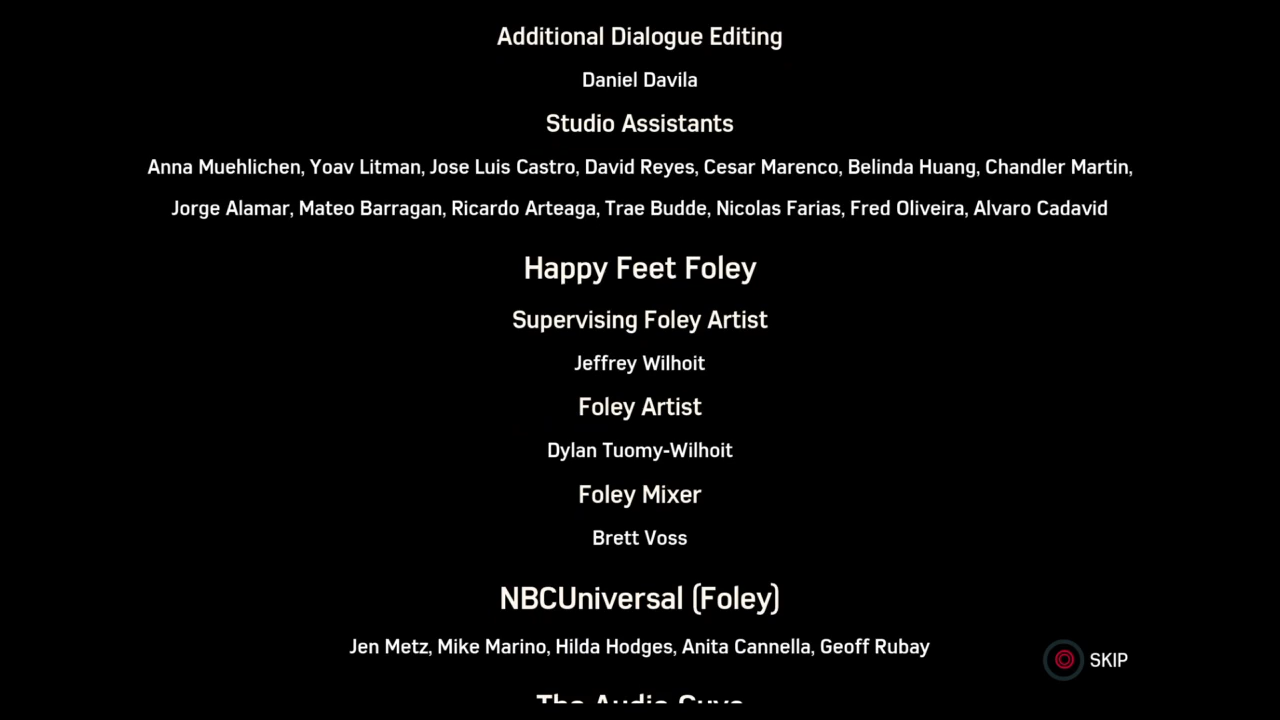 Additional Dialogue Editing
Daniel Davila
Studio Assistants
Anna Muehlichen, Yoav Litman, Jose Luis Castro, David Reyes, Cesar Marenco, Belinda Huang, Chandler Martin,
Jorge Alamar, Mateo Barragan, Ricardo Arteaga, Trae Budde, Nicolas Farias, Fred Oliveira, Alvaro Cadavid
Happy Feet Foley
Supervising Foley Artist
Jeffrey Wilhoit
Foley Artist
Dylan Tuomy-Wilhoit
Foley Mixer
Brett Voss
NBCUniversal (Foley)
Jen Metz, Mike Marino, Hilda Hodges, Anita Cannella, Geoff Rubay
SKIP
The Audio Guys